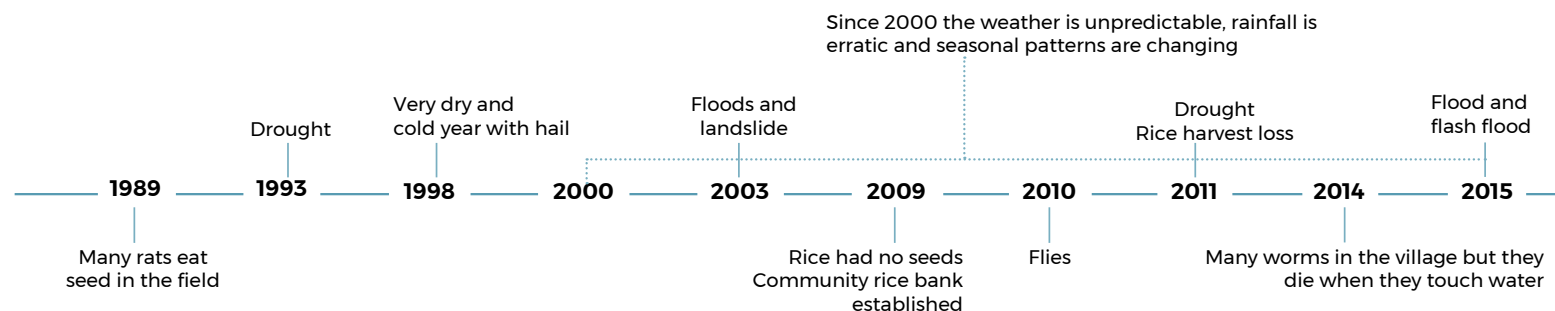 Since 2000 the weather is unpredictable, rainfall is
erratic and seasonal patterns are changing
Drought
Very dry and
cold year with hail
Floods and
landslide
Drought
Rice harvest loss
Flood and
flash flood
1989
1993
1998
2000
2003
2009
2010
2011
2014
2015
Many rats eat
seed in the field
Rice had no seeds
Community rice bank
established
Flies
Many worms in the village but they
die when they touch water